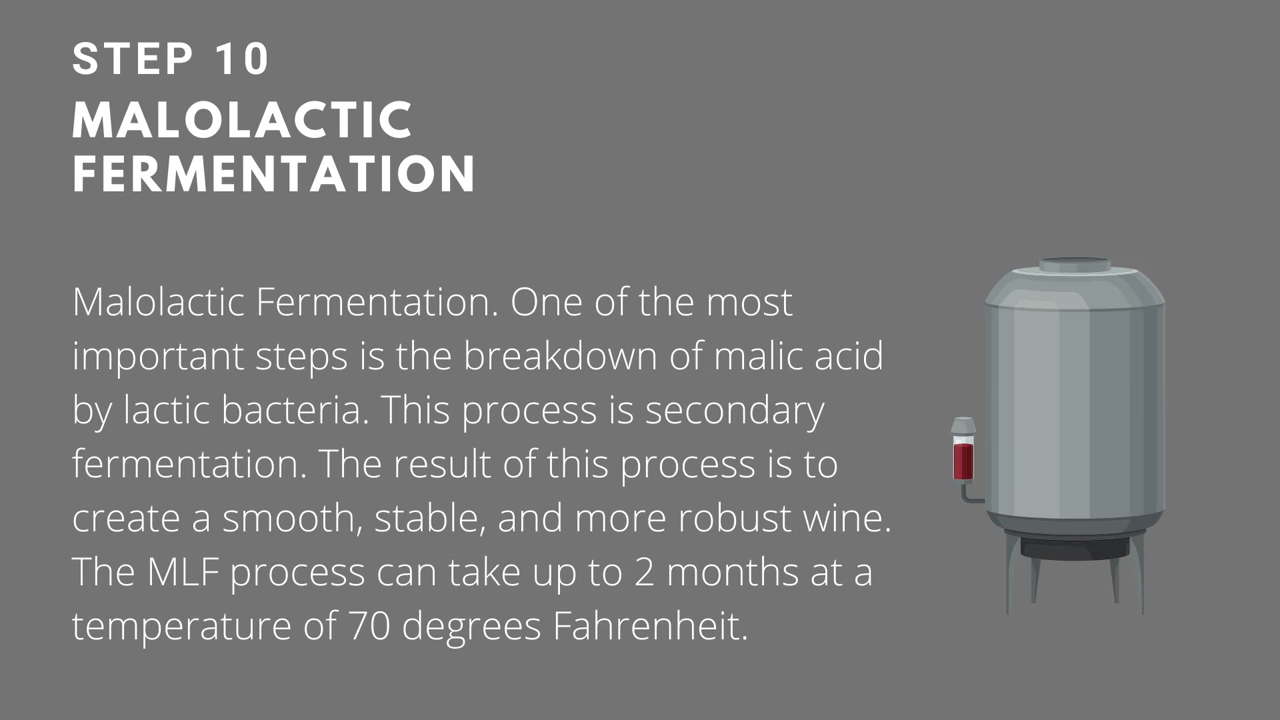 STEP 10
MALOLACTIC
FERMENTATION
Malolactic Fermentation. One of the most
important steps is the breakdown of malic acid
by lactic bacteria. This process is secondary
fermentation. The result of this process is to
create a smooth, stable, and more robust wine.
The MLF process can take up to 2 months at a
temperature of 70 degrees Fahrenheit.